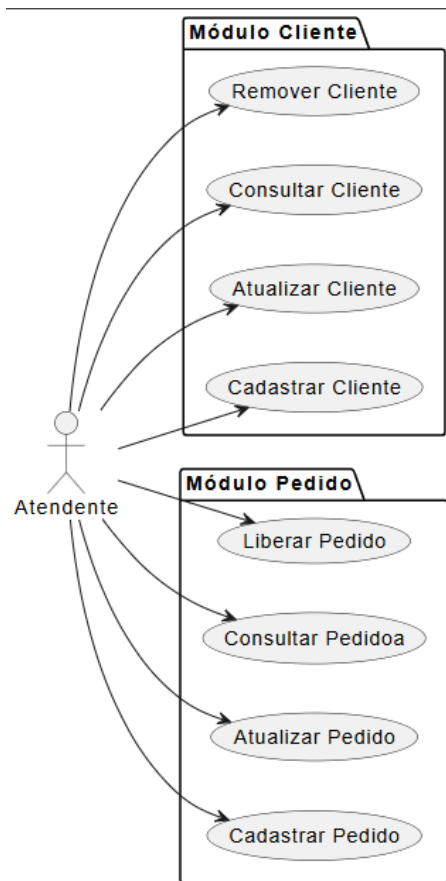 Módulo Cliente
Remover Cliente
Consultar Cliente
Atualizar Cliente
Cadastrar Cliente
Atendente
Módulo Pedido
Liberar Pedido
Consultar Pedidoa
Atualizar Pedido
Cadastrar Pedido